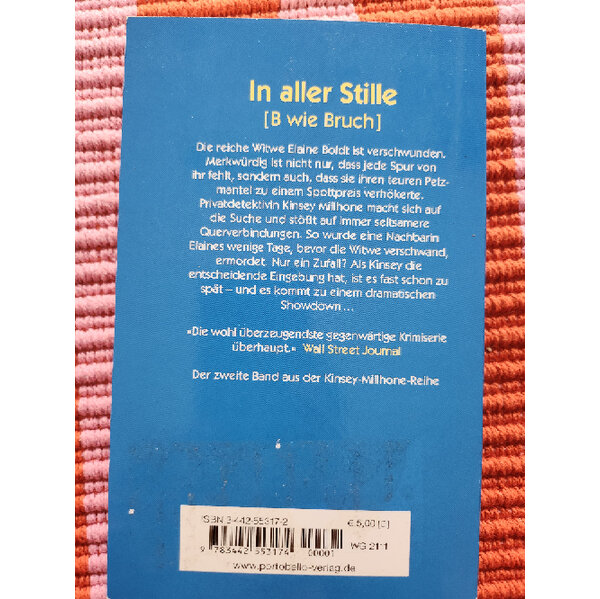 In aller Stille
[B wie Bruch]
Die reiche Witwe Elaine Boldt ist verschwunden.
Merkwürdig ist nicht nur, dass jede Spur von
ihr fehlt, sondern auch, dass sie ihren teuren Pelz-
mantel zu einem Spottpreis verhökerte.
Privatdetektivin Kinsey Millhone macht sich auf
die Suche und stößt auf immer seltsamere
Querverbindungen. So wurde eine Nachbarin
Elaines wenige Tage, bevor die Witwe verschwand,
ermordet. Nur ein Zufall? Als Kinsey die
entscheidende Eingebung hat, ist es fast schon zu
spät – und es kommt zu einem dramatischen
Showdown ...
»Die wohl überzeugendste gegenwärtige Krimiserie
überhaupt.« Wall Street Journal
Der zweite Band aus der Kinsey-Millhone-Reihe
ISBN 3-442-55317-2 € 5,00 [D]
9 783442 553174 00001 WG 2111
www.portobello-verlag.de